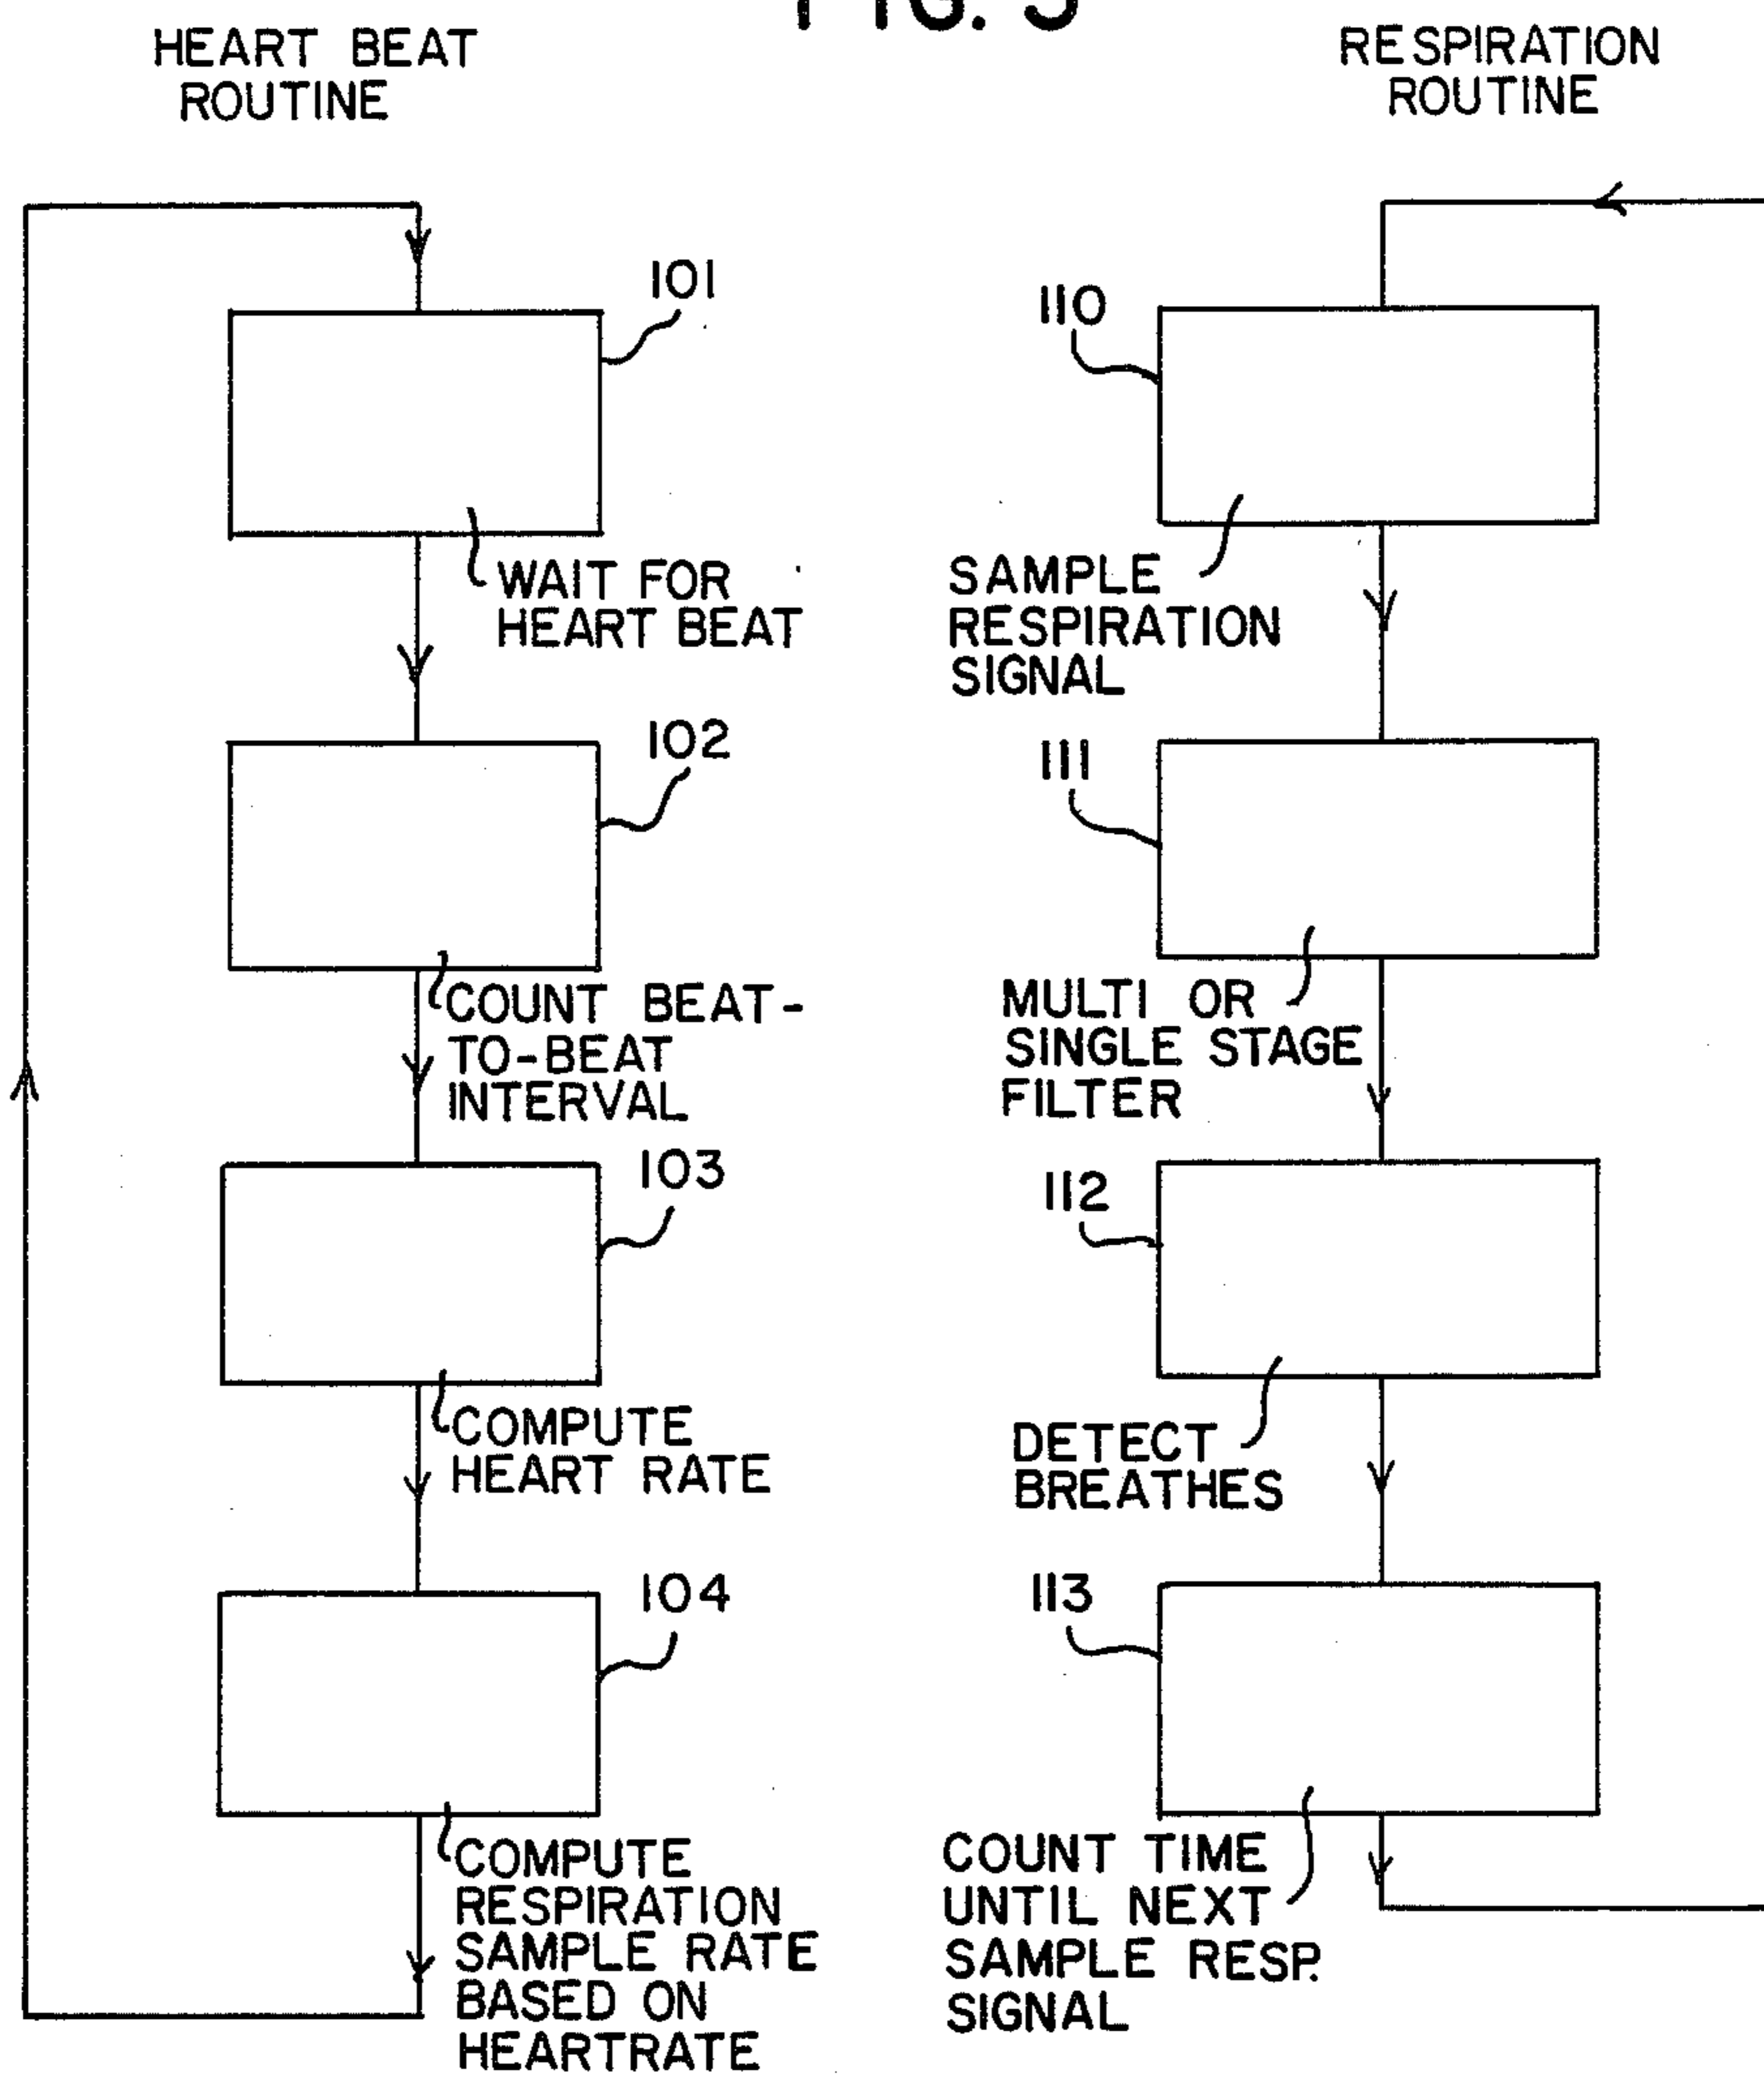 FIG. 5
HEART BEAT
ROUTINE
101
WAIT FOR
HEART BEAT
102
COUNT BEAT-
TO-BEAT
INTERVAL
103
COMPUTE
HEART RATE
104
COMPUTE
RESPIRATION
SAMPLE RATE
BASED ON
HEARTRATE
RESPIRATION
ROUTINE
110
SAMPLE
RESPIRATION
SIGNAL
111
MULTI OR
SINGLE STAGE
FILTER
112
DETECT
BREATHES
113
COUNT TIME
UNTIL NEXT
SAMPLE RESP.
SIGNAL